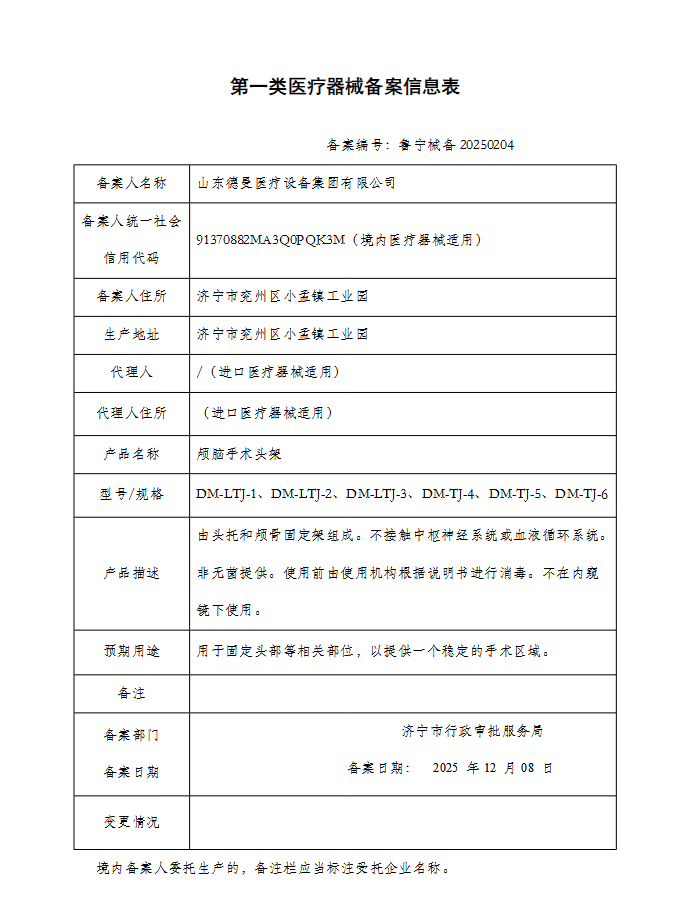 第一类医疗器械备案信息表
备案编号：鲁宁械备 20250204
备案人名称
山东德曼医疗设备集团有限公司
备案人统一社会
信用代码
91370882MA3Q0PQK3M（境内医疗器械适用）
备案人住所
济宁市兖州区小孟镇工业园
生产地址
济宁市兖州区小孟镇工业园
代理人
/（进口医疗器械适用）
代理人住所
（进口医疗器械适用）
产品名称
颅脑手术头架
型号/规格
DM-LTJ-1、DM-LTJ-2、DM-LTJ-3、DM-TJ-4、DM-TJ-5、DM-TJ-6
产品描述
由头托和颅骨固定架组成。不接触中枢神经系统或血液循环系统。
非无菌提供。使用前由使用机构根据说明书进行消毒。不在内窥
镜下使用。
预期用途
用于固定头部等相关部位，以提供一个稳定的手术区域。
备注
备案部门
备案日期
济宁市行政审批服务局
备案日期： 2025 年 12 月 08 日
变更情况
境内备案人委托生产的，备注栏应当标注受托企业名称。